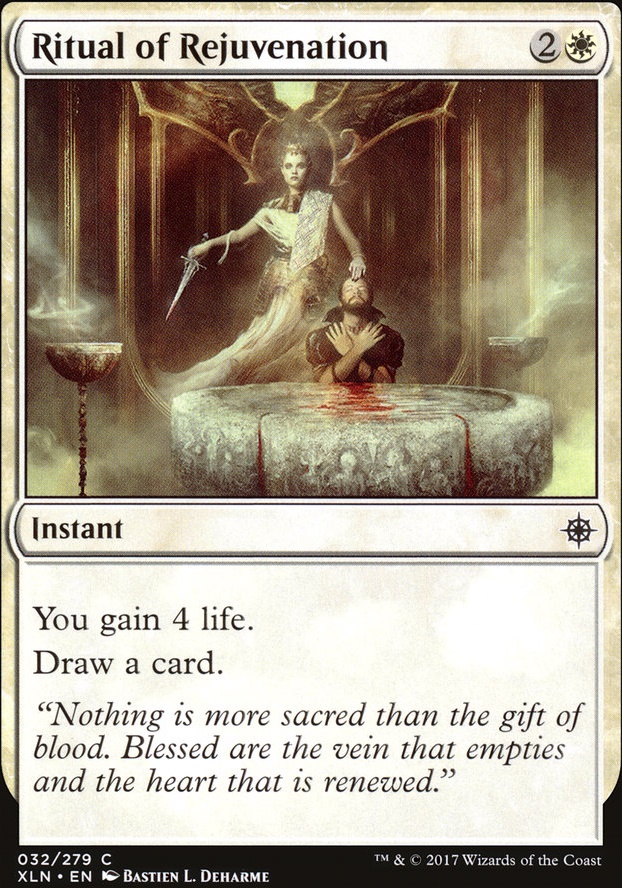 Ritual of Rejuvenation 2
Instant
You gain 4 life.
Draw a card.
“Nothing is more sacred than the gift of
blood. Blessed are the vein that empties
and the heart that is renewed.”
032/279 C
XLN • EN Bastien L. Deharme
™ & © 2017 Wizards of the Coast